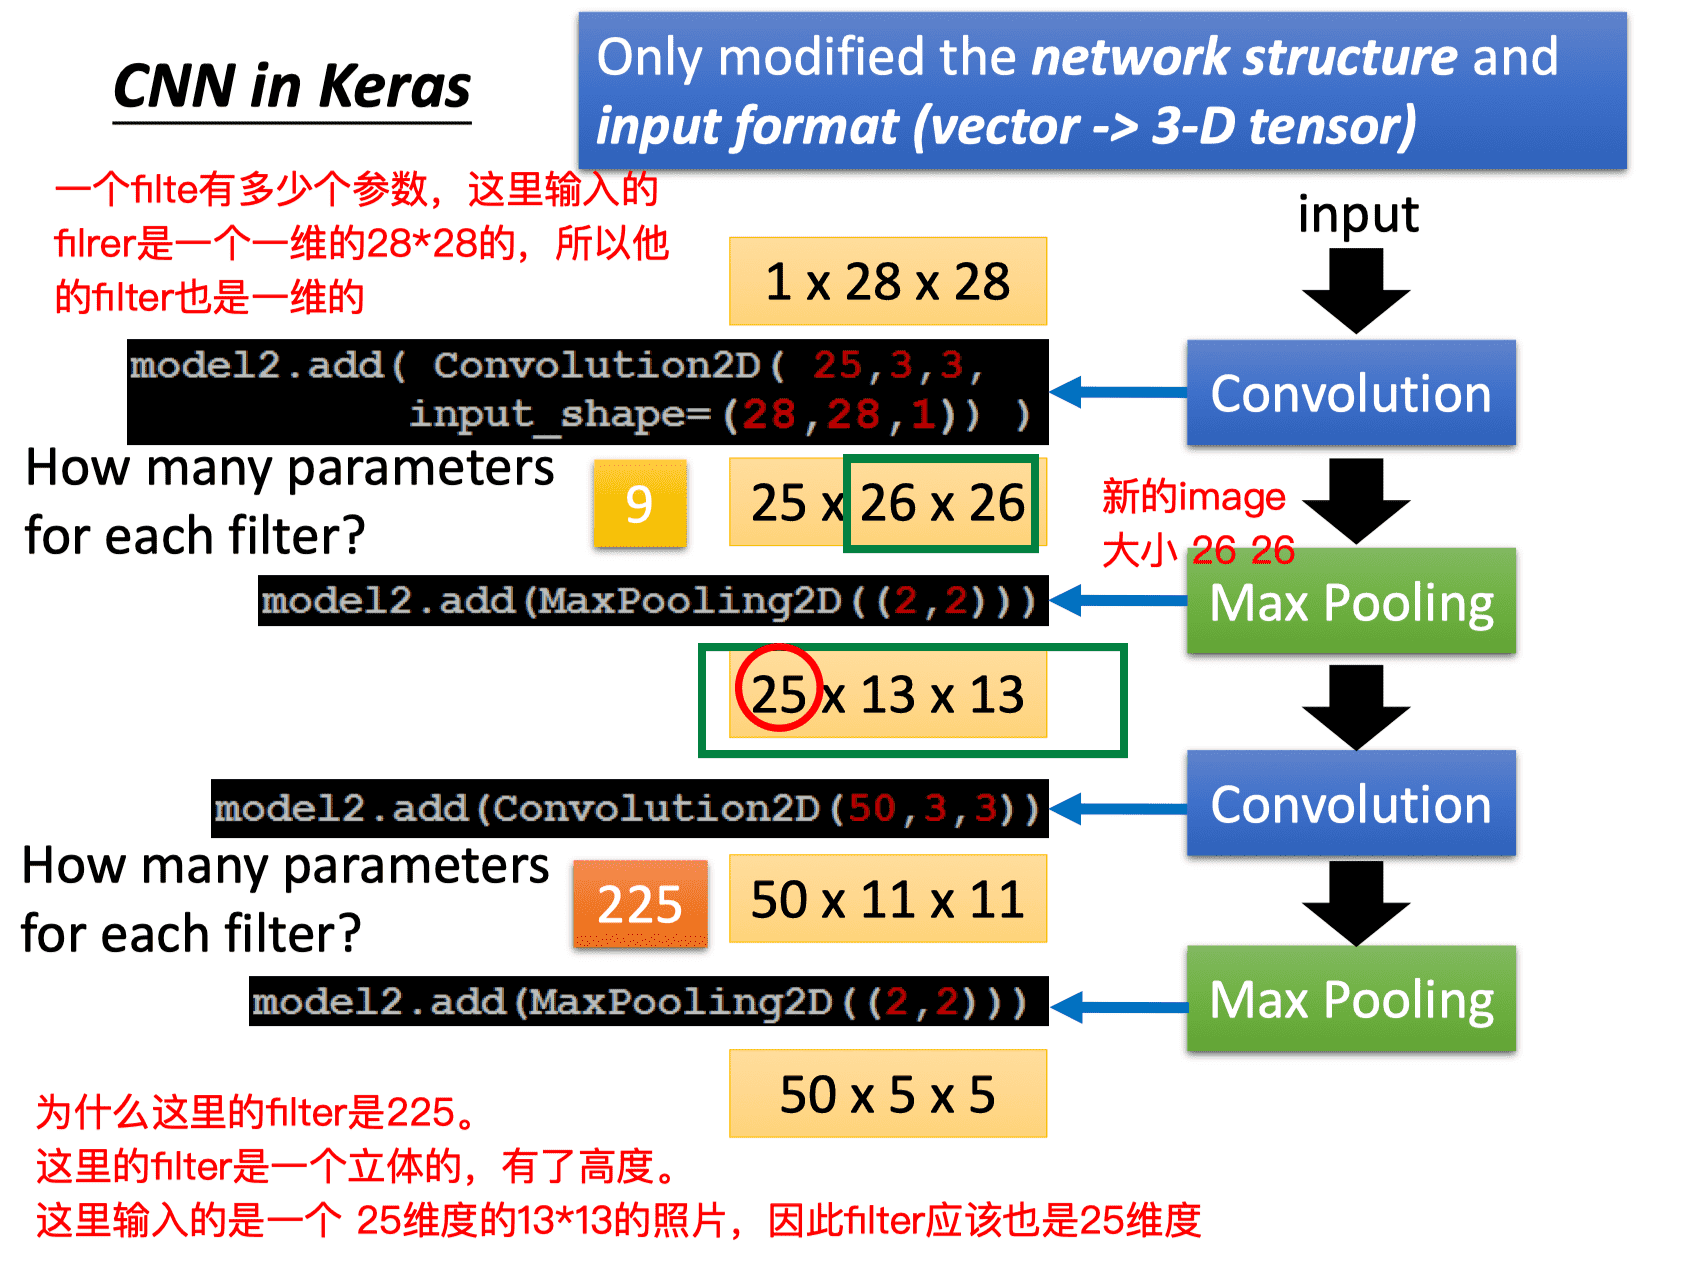 CNN in Keras
Only modified the network structure and
input format (vector -> 3-D tensor)
一个filte有多少个参数，这里输入的
filrer是一个一维的28*28的，所以他
的filter也是一维的
input
1 x 28 x 28
model2.add( Convolution2D( 25,3,3,
input_shape=(28,28,1)) )
Convolution
How many parameters
for each filter?
9
25 x 26 x 26
新的image
大小 26 26
model2.add(MaxPooling2D((2,2)))
Max Pooling
25 x 13 x 13
model2.add(Convolution2D(50,3,3))
Convolution
How many parameters
for each filter?
225
50 x 11 x 11
model2.add(MaxPooling2D((2,2)))
Max Pooling
50 x 5 x 5
为什么这里的filter是225。
这里的filter是一个立体的，有了高度。
这里输入的是一个 25维度的13*13的照片，因此filter应该也是25维度